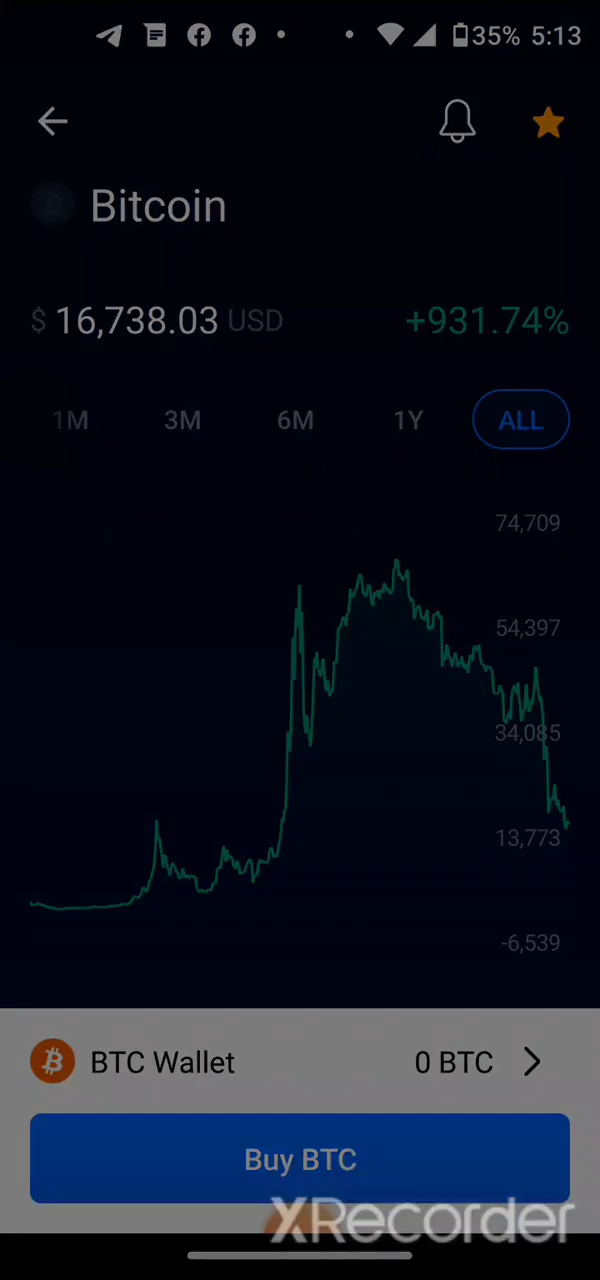 35% 5:13
Bitcoin
$ 16,738.03 USD +931.74%
1M 3M 6M 1Y ALL
74,709
54,397
34,085
13,773
-6,539
BTC Wallet 0 BTC
Buy BTC
XRecorder